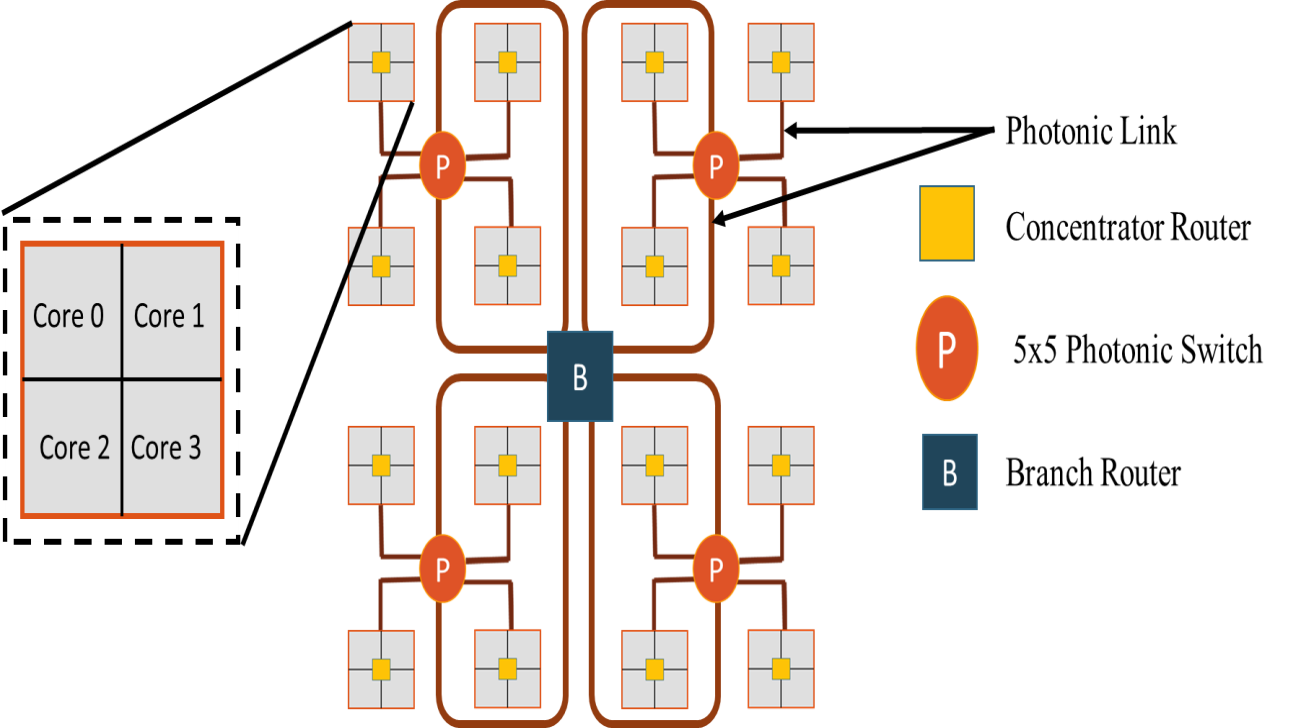 P
P
Photonic Link
Concentrator Router
Core 0
Core 1
P
5x5 Photonic Switch
B
Core 2
Core 3
B
Branch Router
P
P